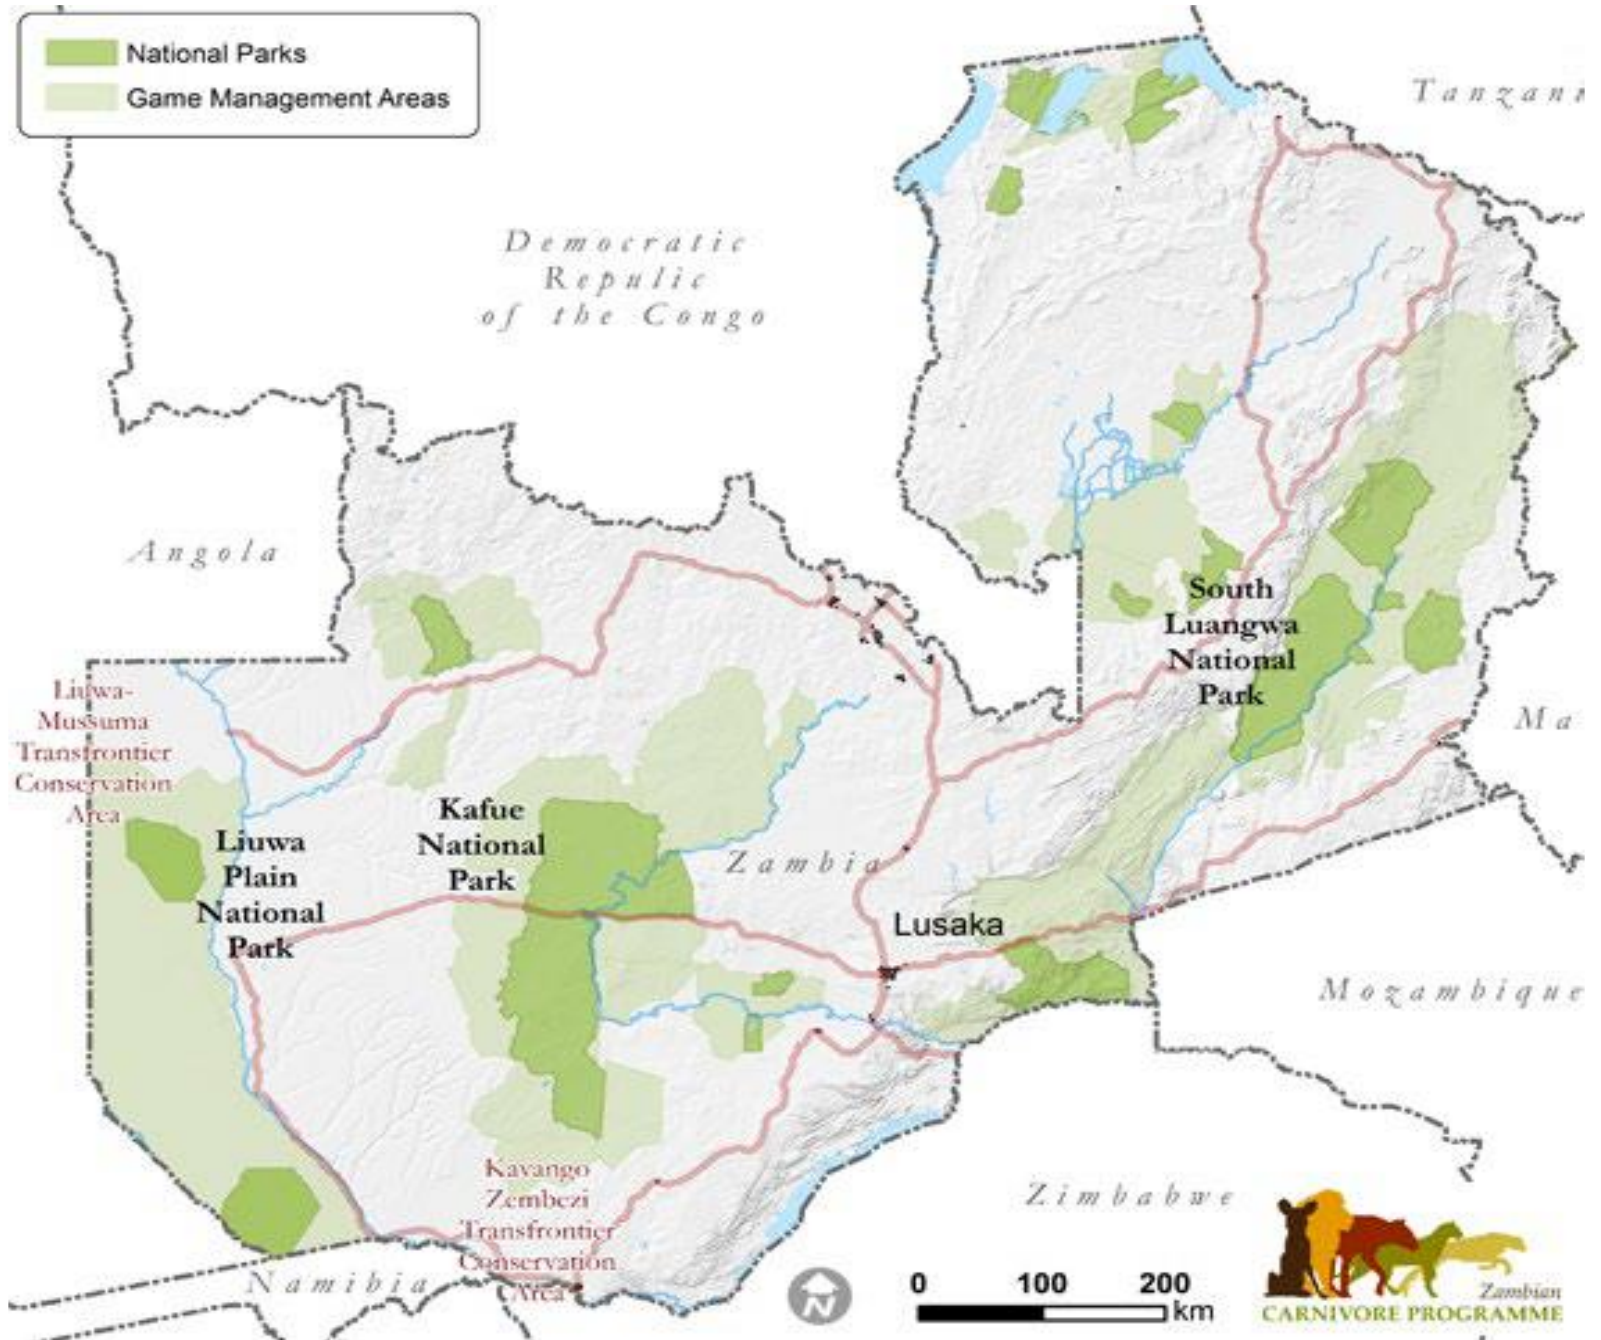 National Parks
Game Management Areas
Tanzani
Democratic
Repulic
of the Congo
Angola
South
Luangwa
National
Park
Liuwa-
Mussuma
Transfrontier
Conservation
Area
Ma
Kafue
National
Park
Liuwa
Plain
National
Park
Zambia
Lusaka
Mozambique
Kavango
Zembezi
Transfrontier
Conservation
Area
Zimbabwe
Namibia
N
0 100 200
km
Zambian
CARNIVORE PROGRAMME